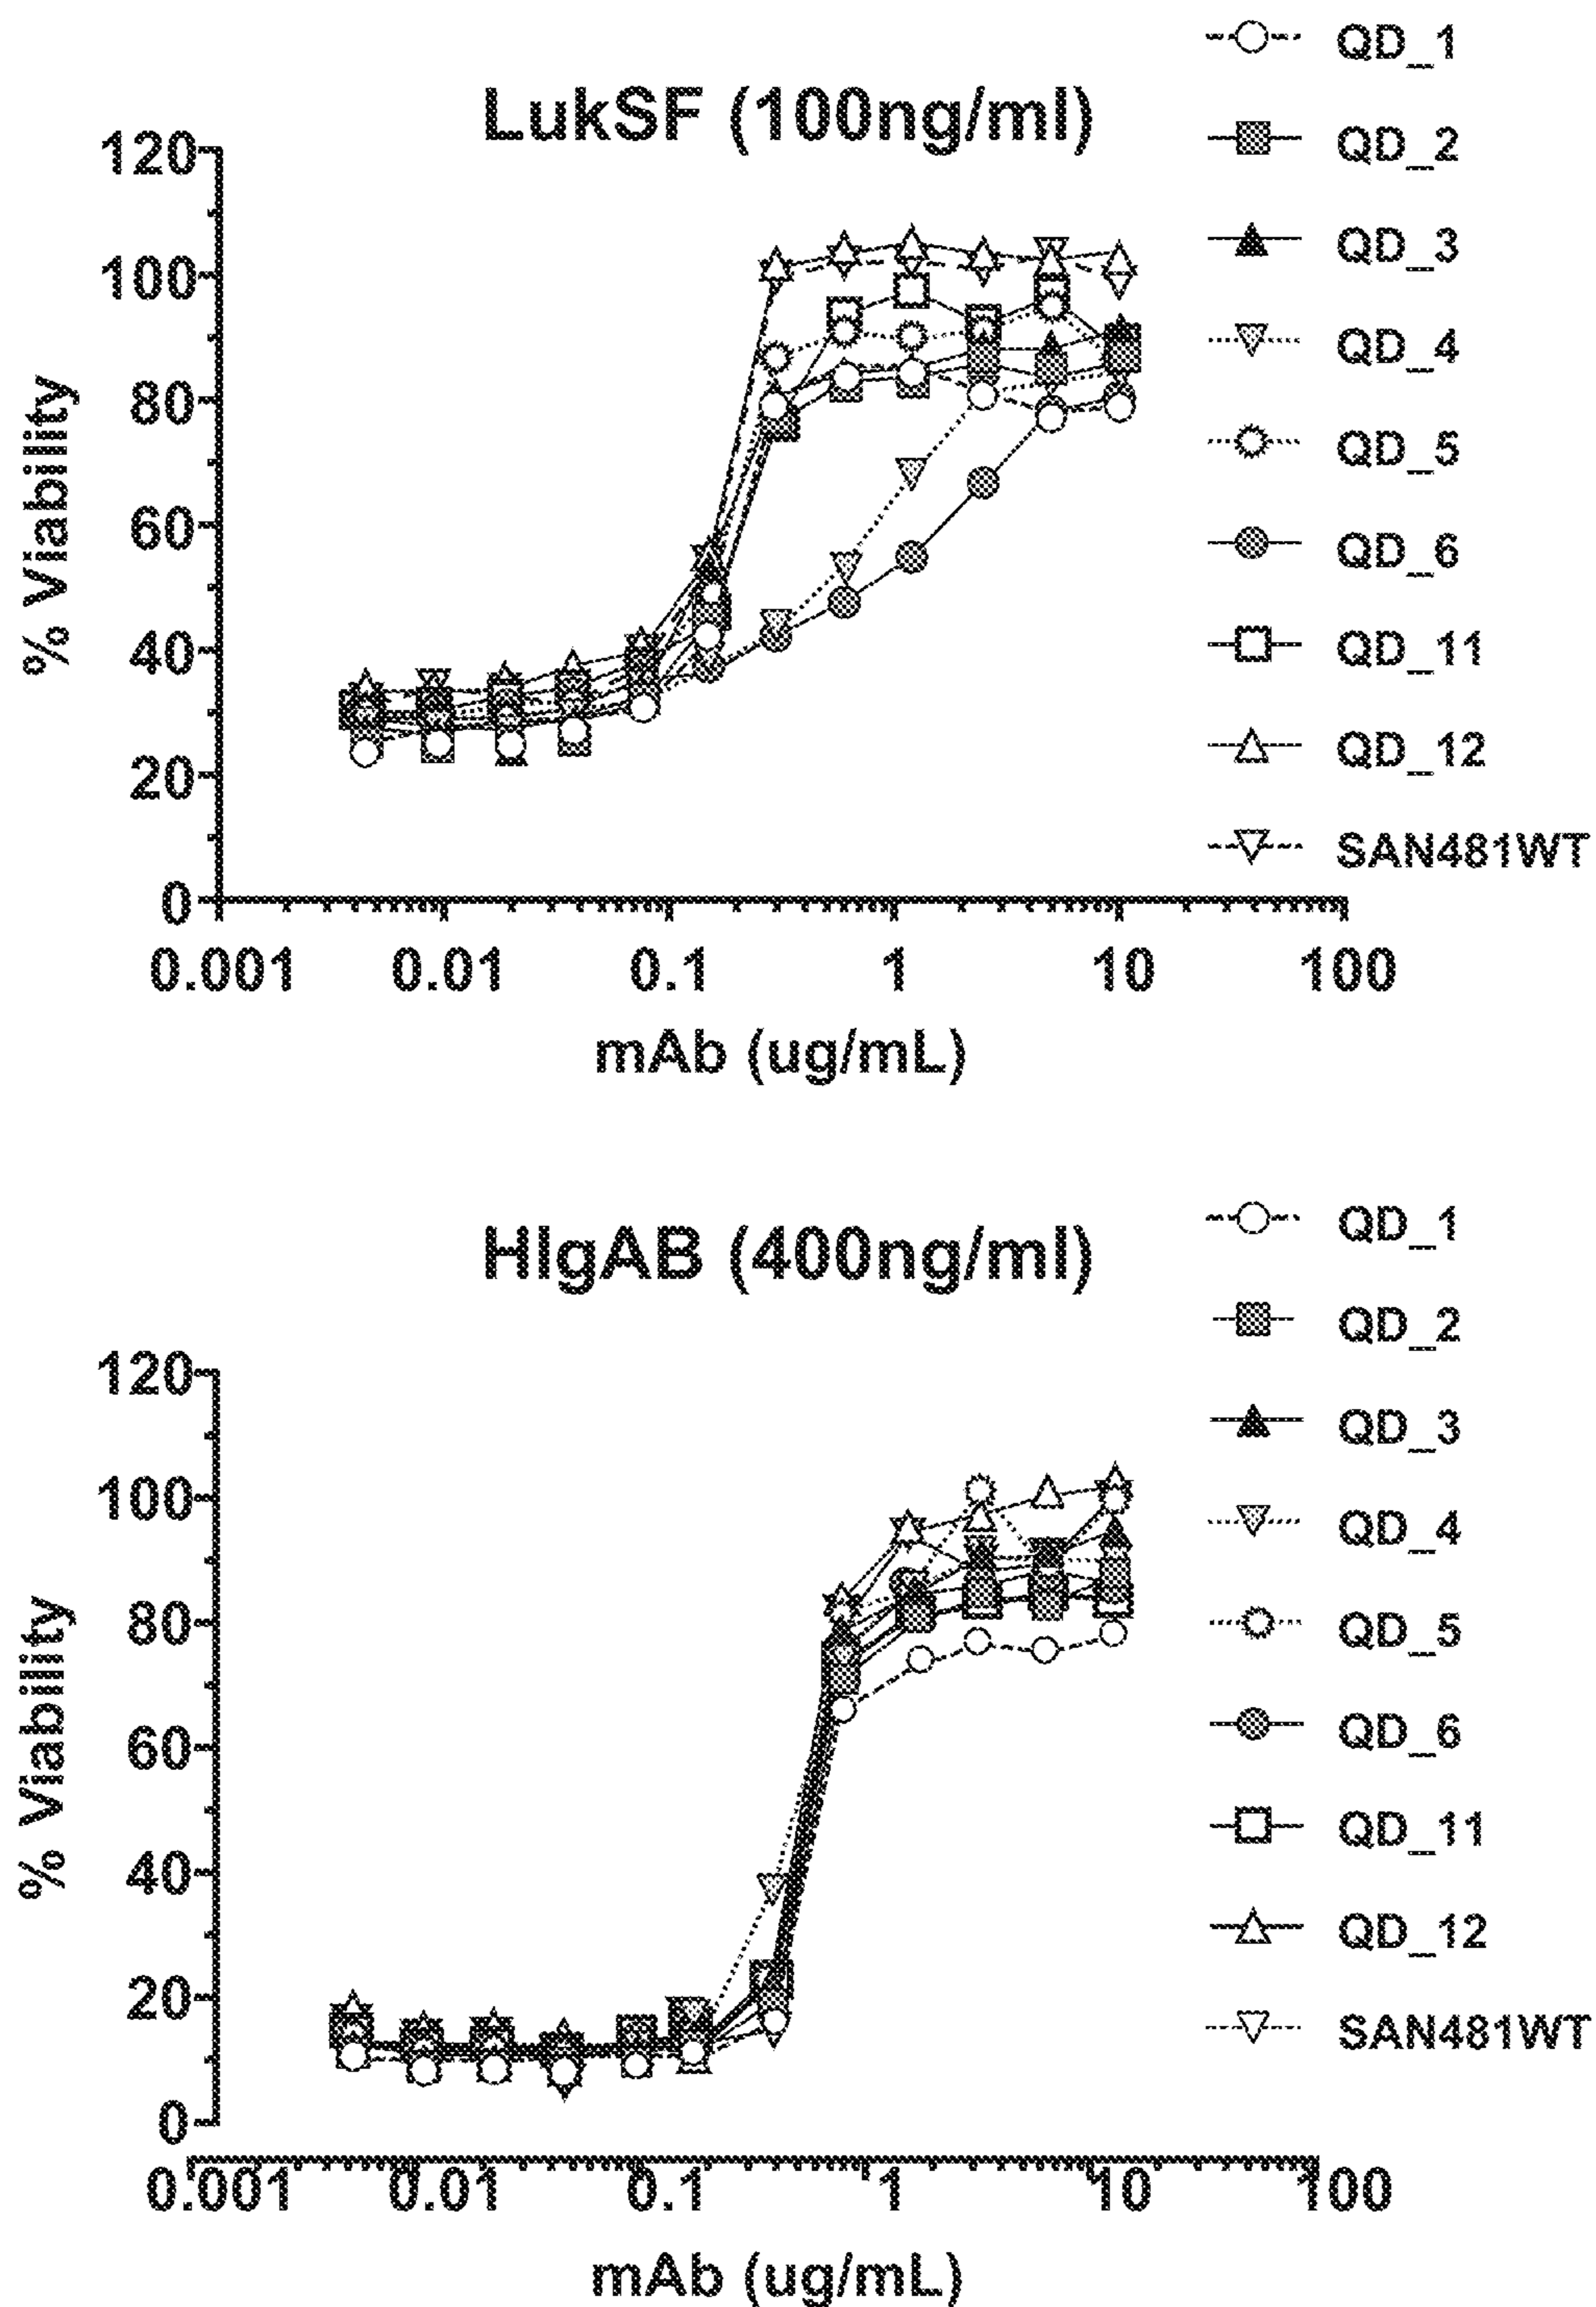 LukSF (100ng/ml)
% Viability
120
100
80
60
40
20
0
0.001 0.01 0.1 1 10 100
mAb (ug/mL)
QD_1
QD_2
QD_3
QD_4
QD_5
QD_6
QD_11
QD_12
SAN481WT
HlgAB (400ng/ml)
% Viability
120
100
80
60
40
20
0
0.001 0.01 0.1 1 10 100
mAb (ug/mL)
QD_1
QD_2
QD_3
QD_4
QD_5
QD_6
QD_11
QD_12
SAN481WT